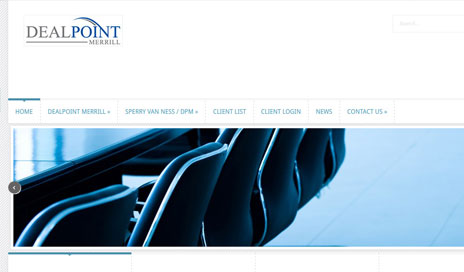 DEALPOINT
MERRILL
Search...
HOME
DEALPOINT MERRILL »
SPERRY VAN NESS / DPM »
CLIENT LIST
CLIENT LOGIN
NEWS
CONTACT US »